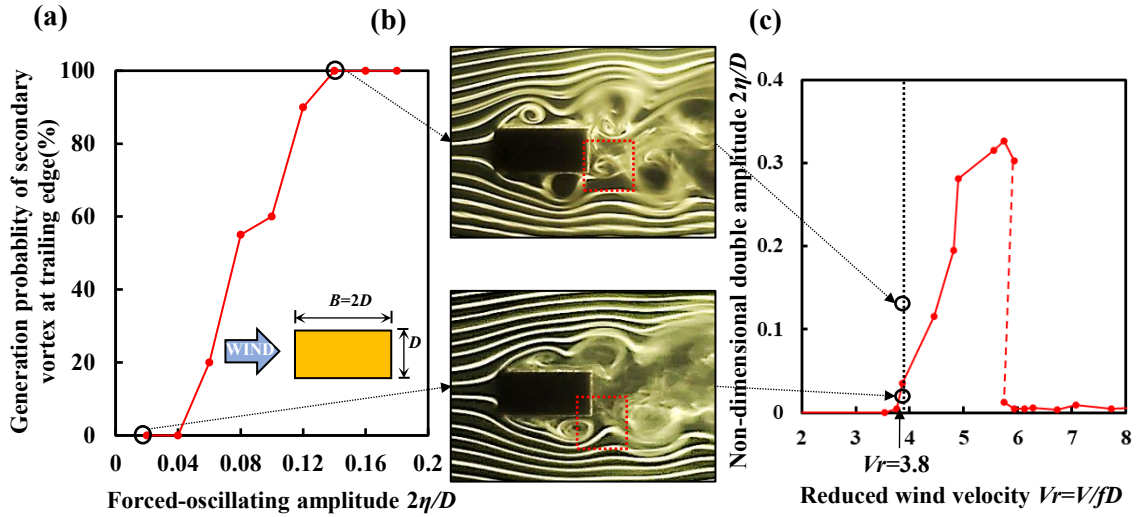 (a)
Generation probablity of secondary
vortex at trailing edge(%)
100
80
60
40
20
0
0
0.04
0.08
0.12
0.16
0.2
Forced-oscillating amplitude 2η/D
WIND
B=2D
D
(b)
(c)
Non-dimensional double amplitude 2η/D
0.4
0.3
0.2
0.1
0
2
3
4
5
6
7
8
Vr=3.8
Reduced wind velocity Vr=V/fD